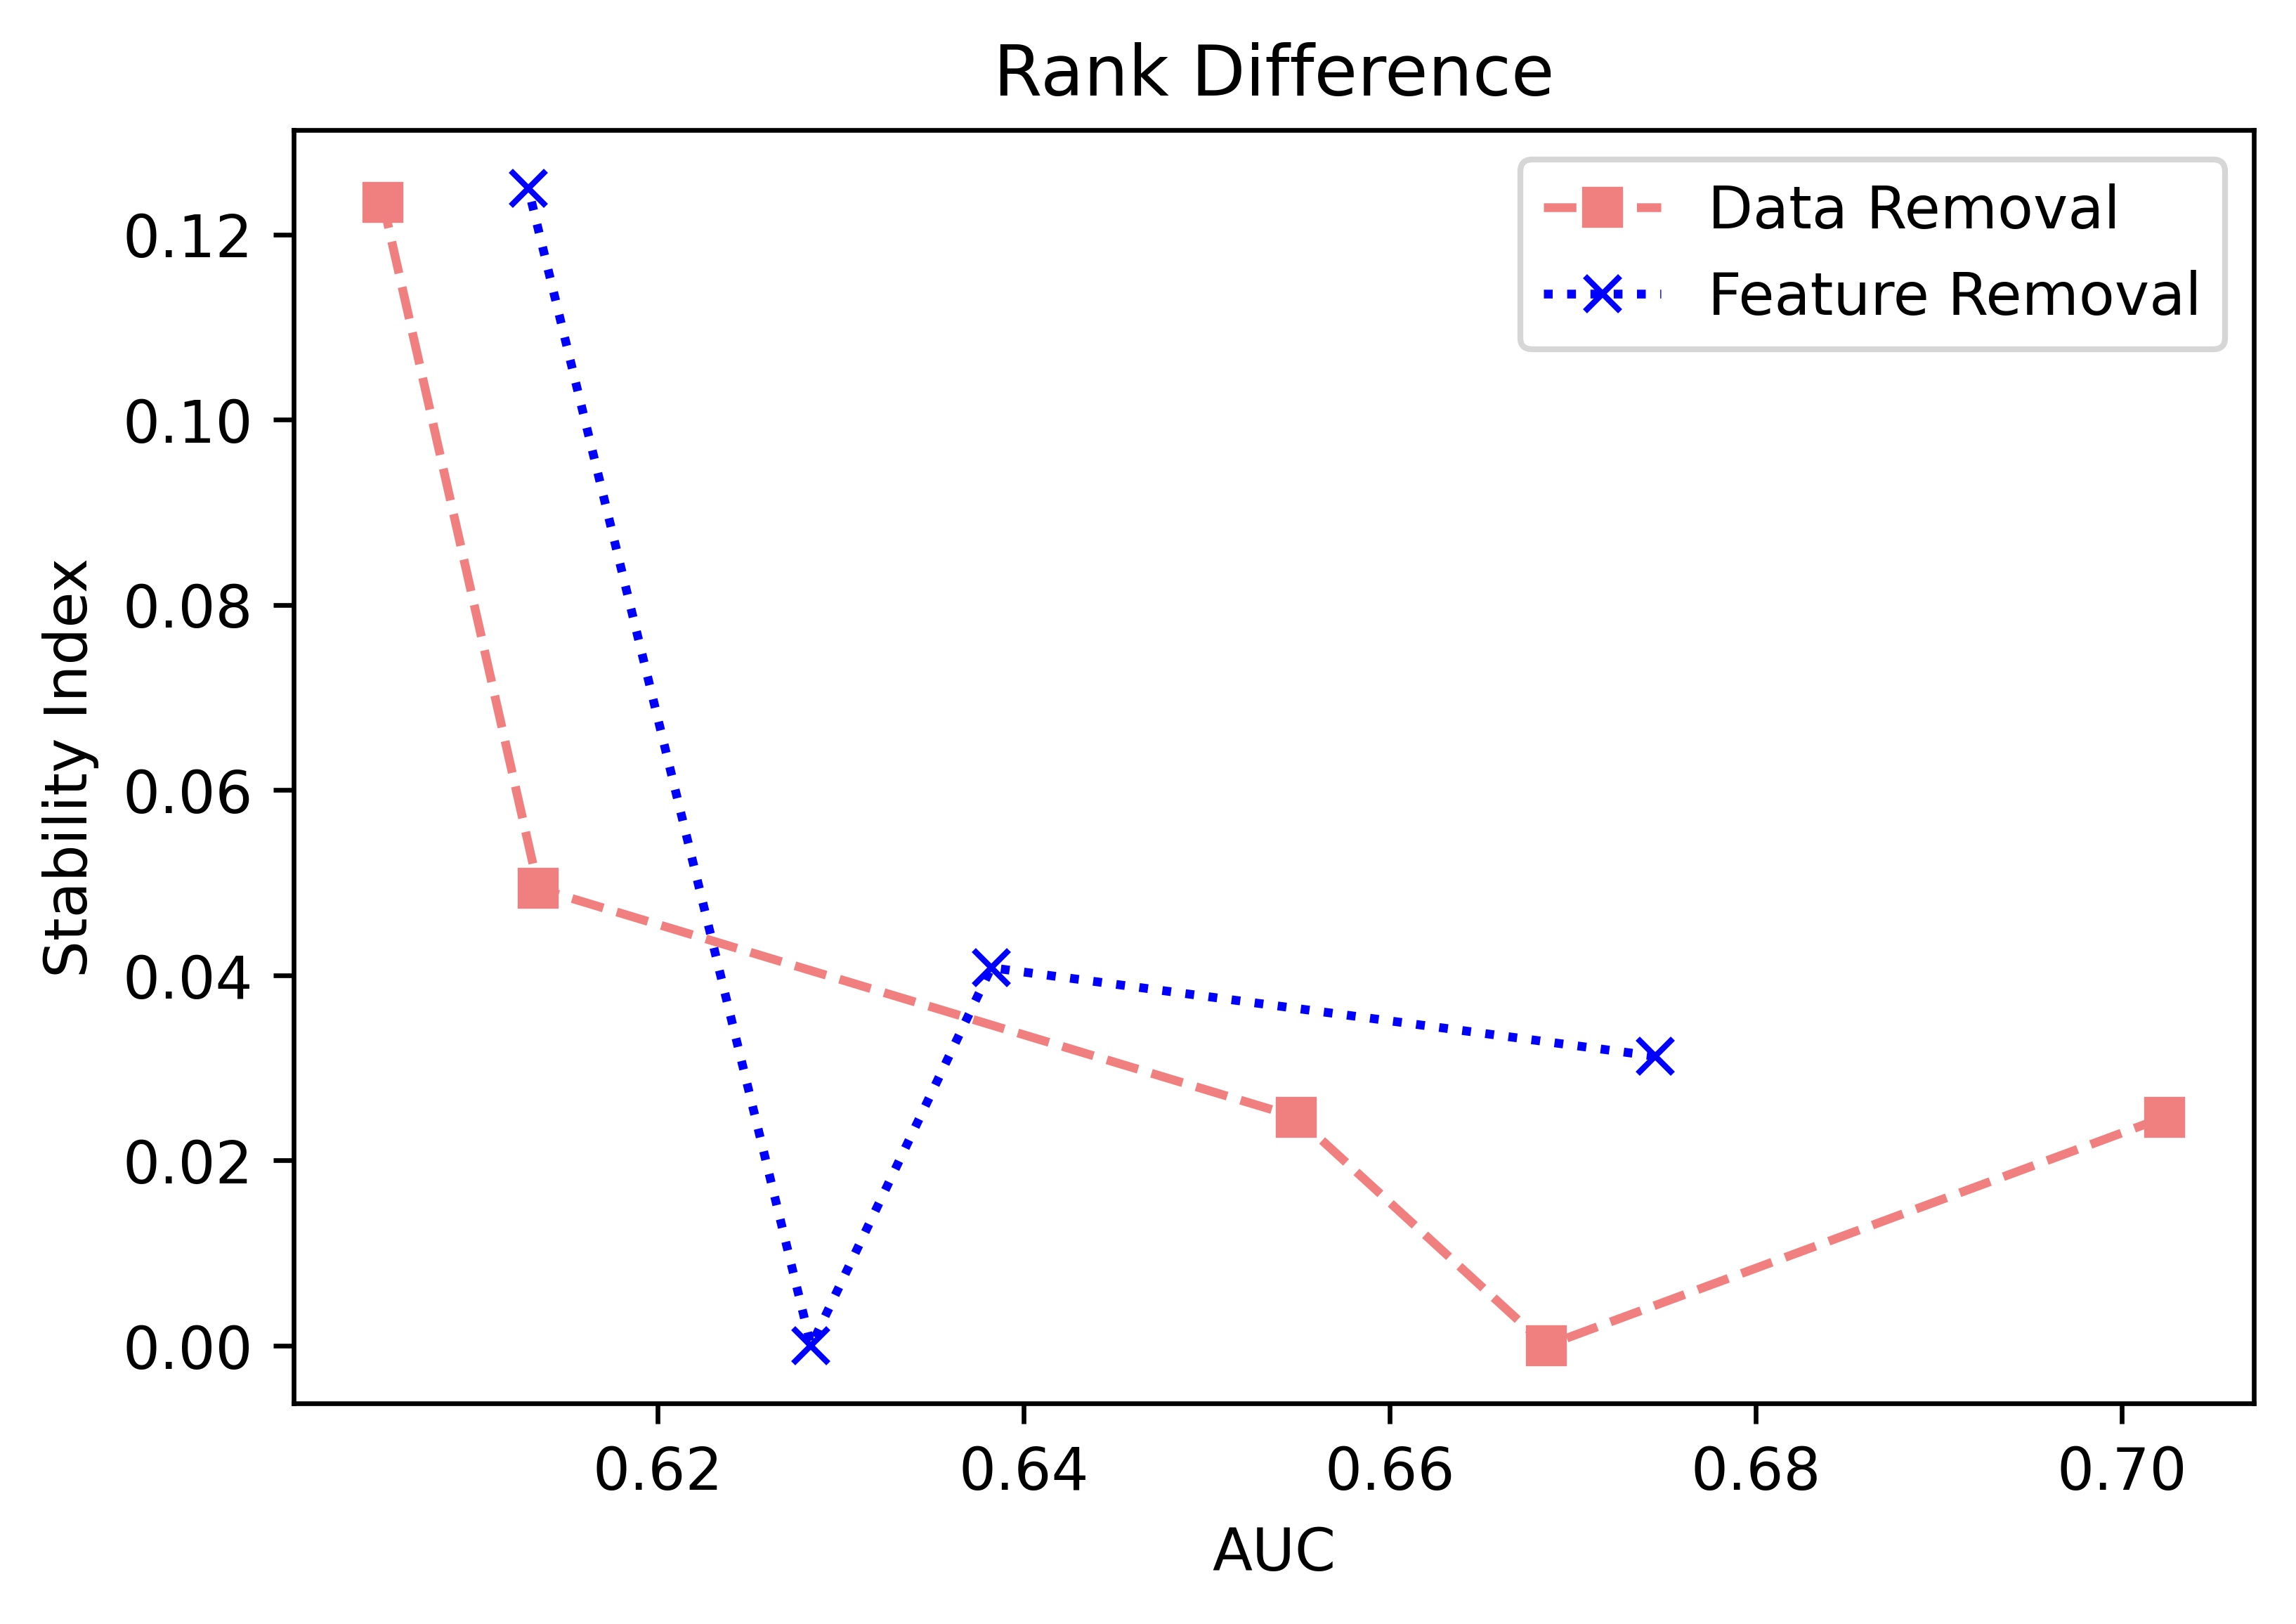 Rank Difference
Data Removal
Feature Removal
Stability Index
0.12
0.10
0.08
0.06
0.04
0.02
0.00
0.62 0.64 0.66 0.68 0.70
AUC